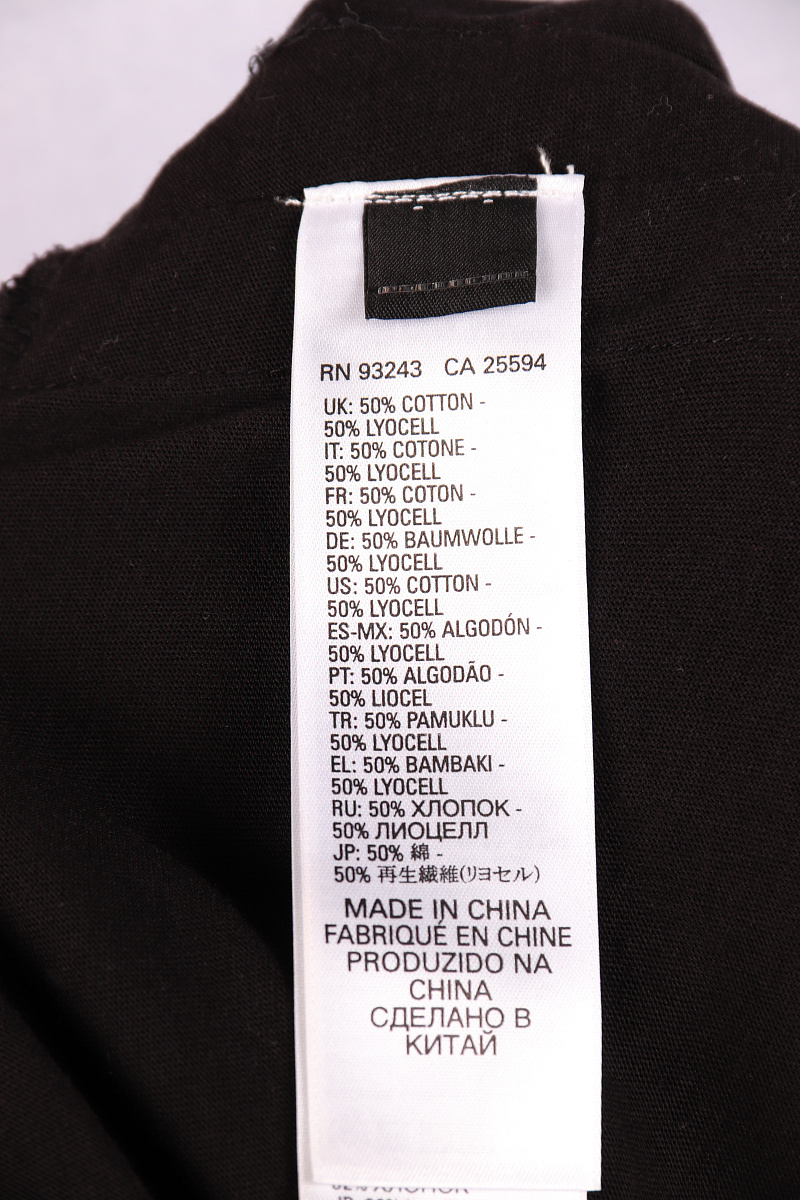 RN 93243 CA 25594
UK: 50% COTTON -
50% LYOCELL
IT: 50% COTONE -
50% LYOCELL
FR: 50% COTON -
50% LYOCELL
DE: 50% BAUMWOLLE -
50% LYOCELL
US: 50% COTTON -
50% LYOCELL
ES-MX: 50% ALGODÓN -
50% LYOCELL
PT: 50% ALGODÃO -
50% LIOCEL
TR: 50% PAMUKLU -
50% LYOCELL
EL: 50% BAMBAKI -
50% LYOCELL
RU: 50% ХЛОПОК -
50% ЛИОЦЕЛЛ
JP: 50% 綿 -
50% 再生繊維(リヨセル)
MADE IN CHINA
FABRIQUÉ EN CHINE
PRODUZIDO NA
CHINA
СДЕЛАНО В
КИТАЙ